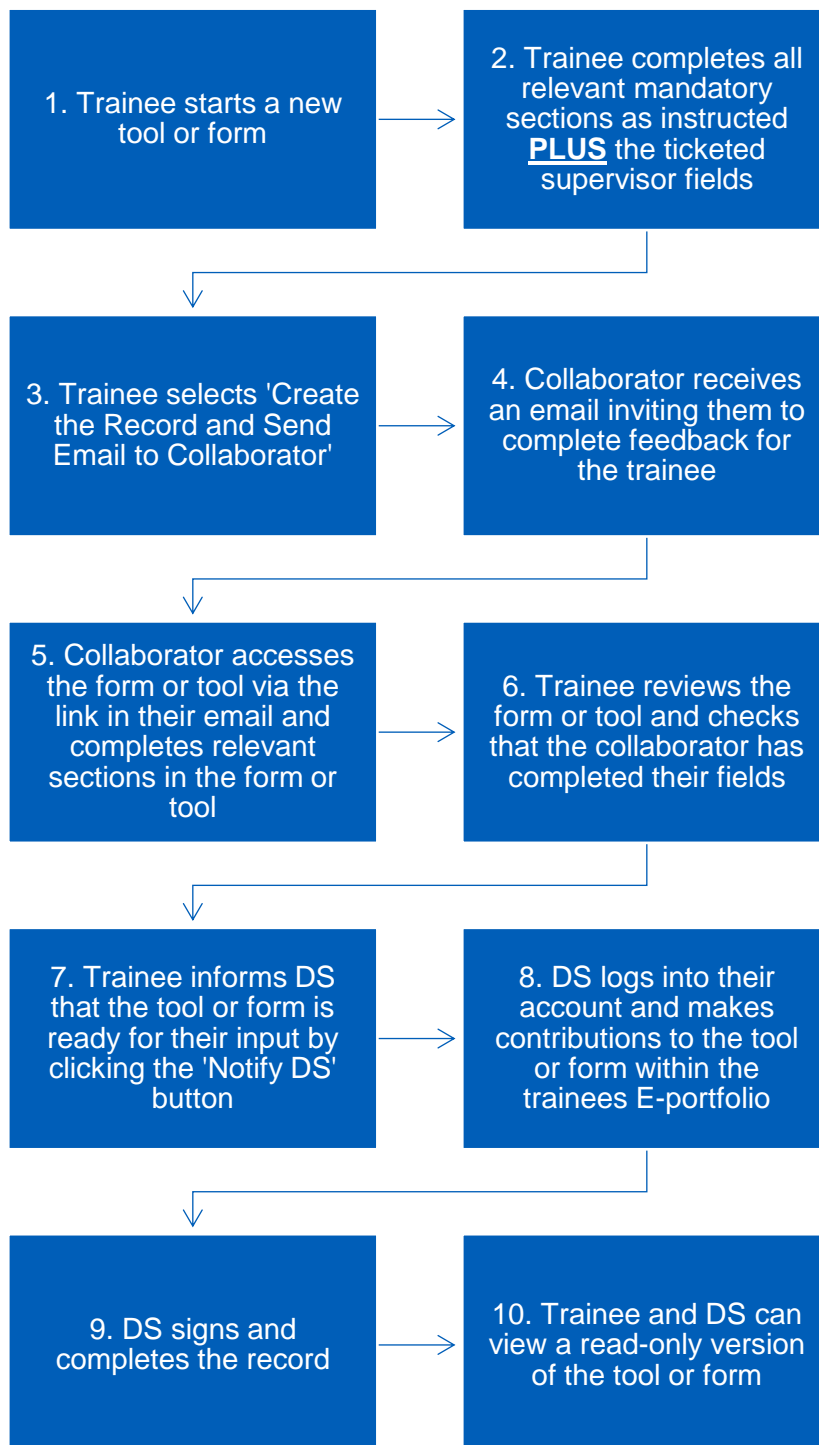 1. Trainee starts a new
tool or form
2. Trainee completes all
relevant mandatory
sections as instructed
PLUS the ticketed
supervisor fields
3. Trainee selects 'Create
the Record and Send
Email to Collaborator'
4. Collaborator receives
an email inviting them to
complete feedback for
the trainee
5. Collaborator accesses
the form or tool via the
link in their email and
completes relevant
sections in the form or
tool
6. Trainee reviews the
form or tool and checks
that the collaborator has
completed their fields
7. Trainee informs DS
that the tool or form is
ready for their input by
clicking the 'Notify DS'
button
8. DS logs into their
account and makes
contributions to the tool
or form within the
trainees E-portfolio
9. DS signs and
completes the record
10. Trainee and DS can
view a read-only version
of the tool or form